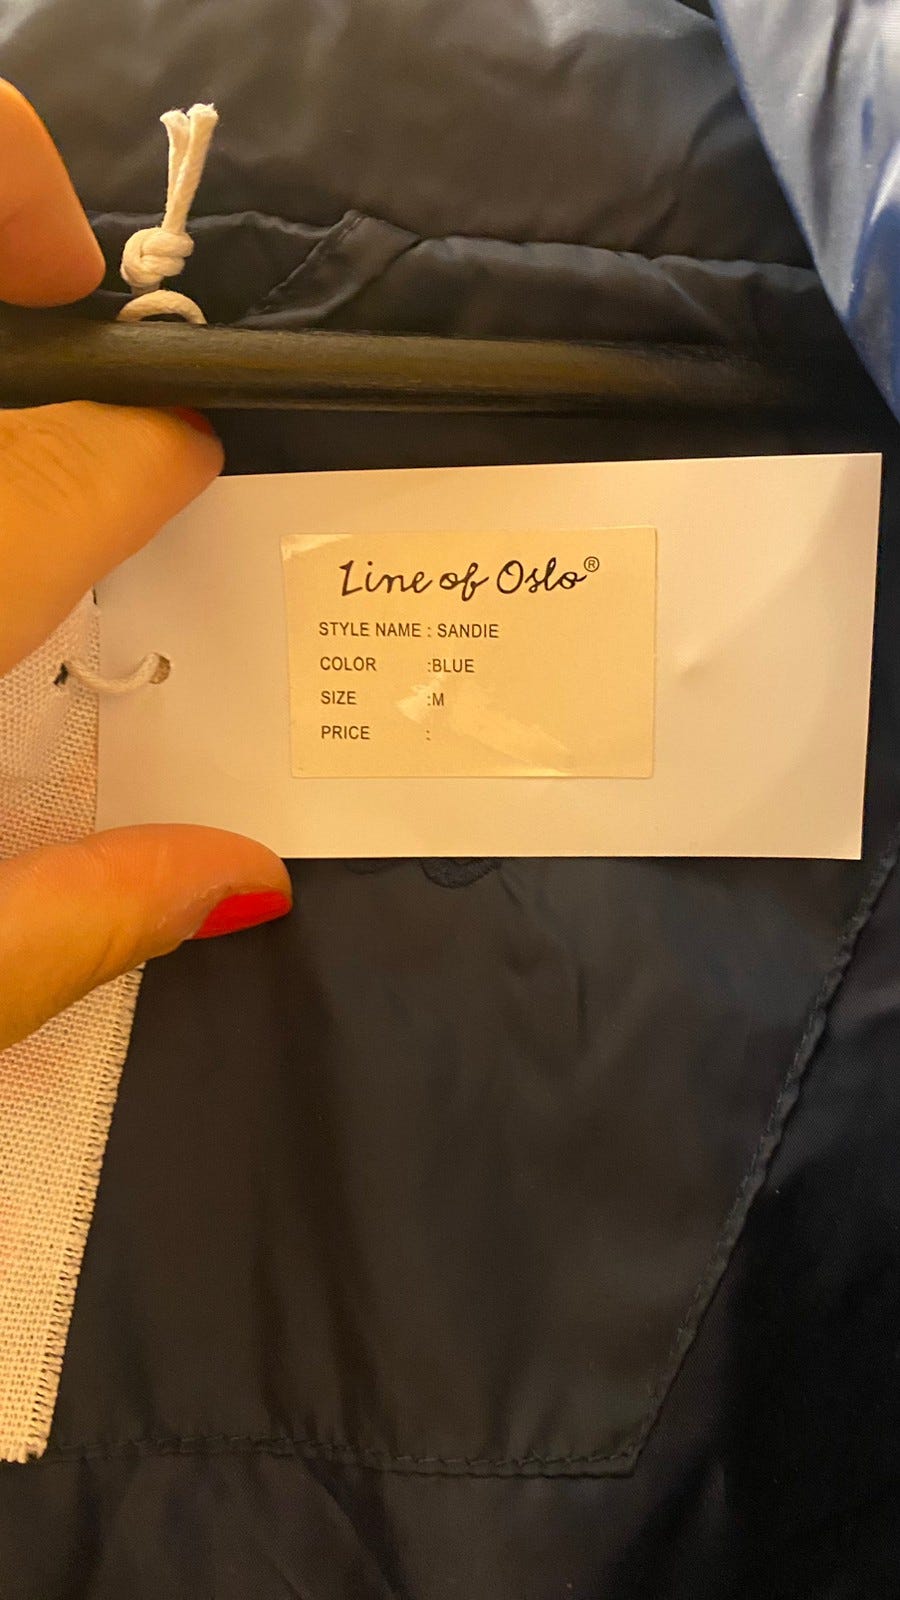 Line of Oslo®
STYLE NAME : SANDIE
COLOR :BLUE
SIZE :M
PRICE :